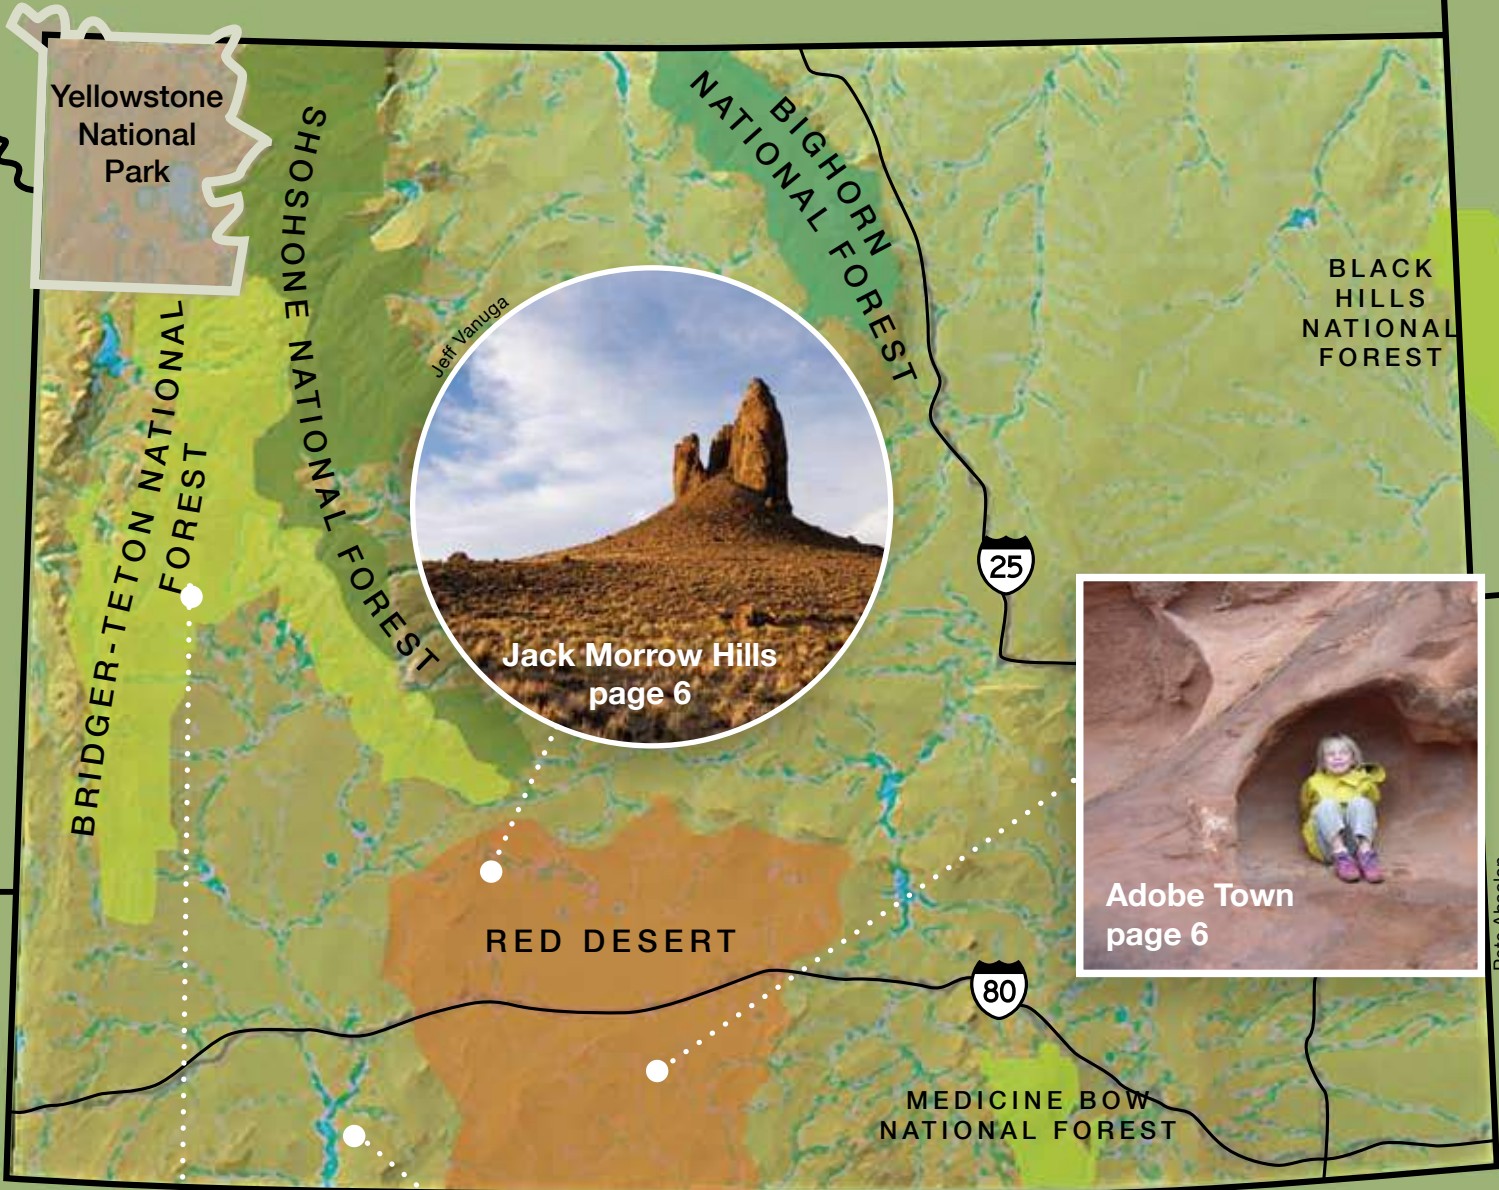 Yellowstone
National
Park
SHOSHONE NATIONAL FOREST
BIGHORN
NATIONAL FOREST
BLACK
HILLS
NATIONAL
FOREST
BRIDGER-TETON NATIONAL
FOREST
Jeff Vanuga
Jack Morrow Hills
page 6
25
Adobe Town
page 6
RED DESERT
80
MEDICINE BOW
NATIONAL FOREST